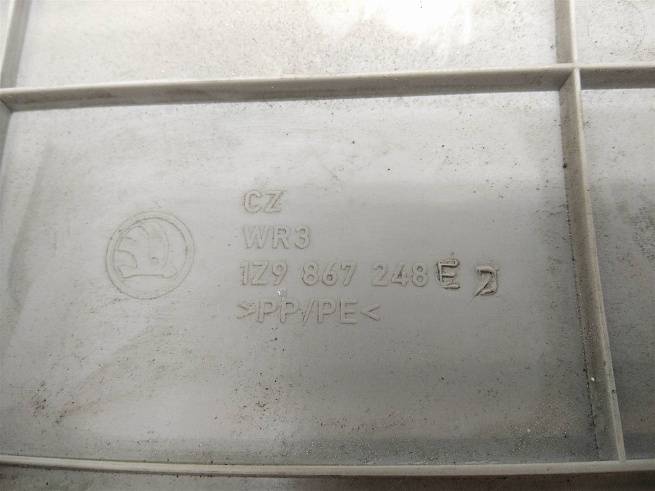 CZ
WR3
1Z9 867 248 E D
>PP/PE<